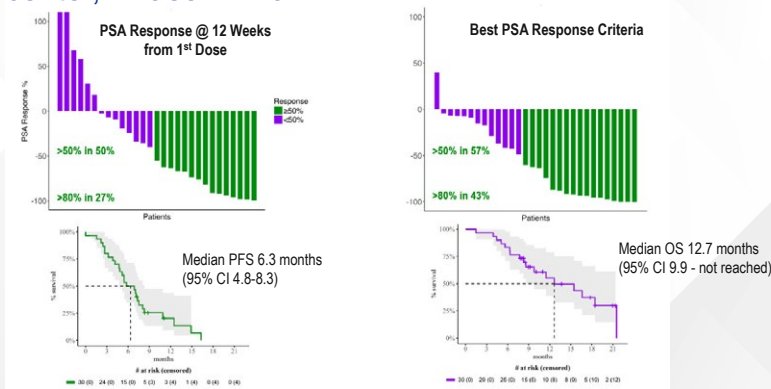 PSA Response @ 12 Weeks
from 1st Dose
100
50
0
-50
-100
PSA Response %
>50% in 50%
>80% in 27%
Patients
Response
≥50%
<50%
Best PSA Response Criteria
100
50
0
-50
-100
>50% in 57%
>80% in 43%
Patients
100%
75%
50%
25%
0%
% survival
Median PFS 6.3 months
(95% CI 4.8-8.3)
0 3 6 9 12 15 18 21
months
# at risk (censored)
30 (0) 24 (0) 15 (0) 5 (3) 3 (4) 1 (4) 0 (4) 0 (4)
100%
75%
50%
25%
0%
% survival
Median OS 12.7 months
(95% CI 9.9 - not reached)
0 3 6 9 12 15 18 21
months
# at risk (censored)
30 (0) 29 (0) 25 (0) 10 (8) 8 (9) 5 (10) 2 (12)